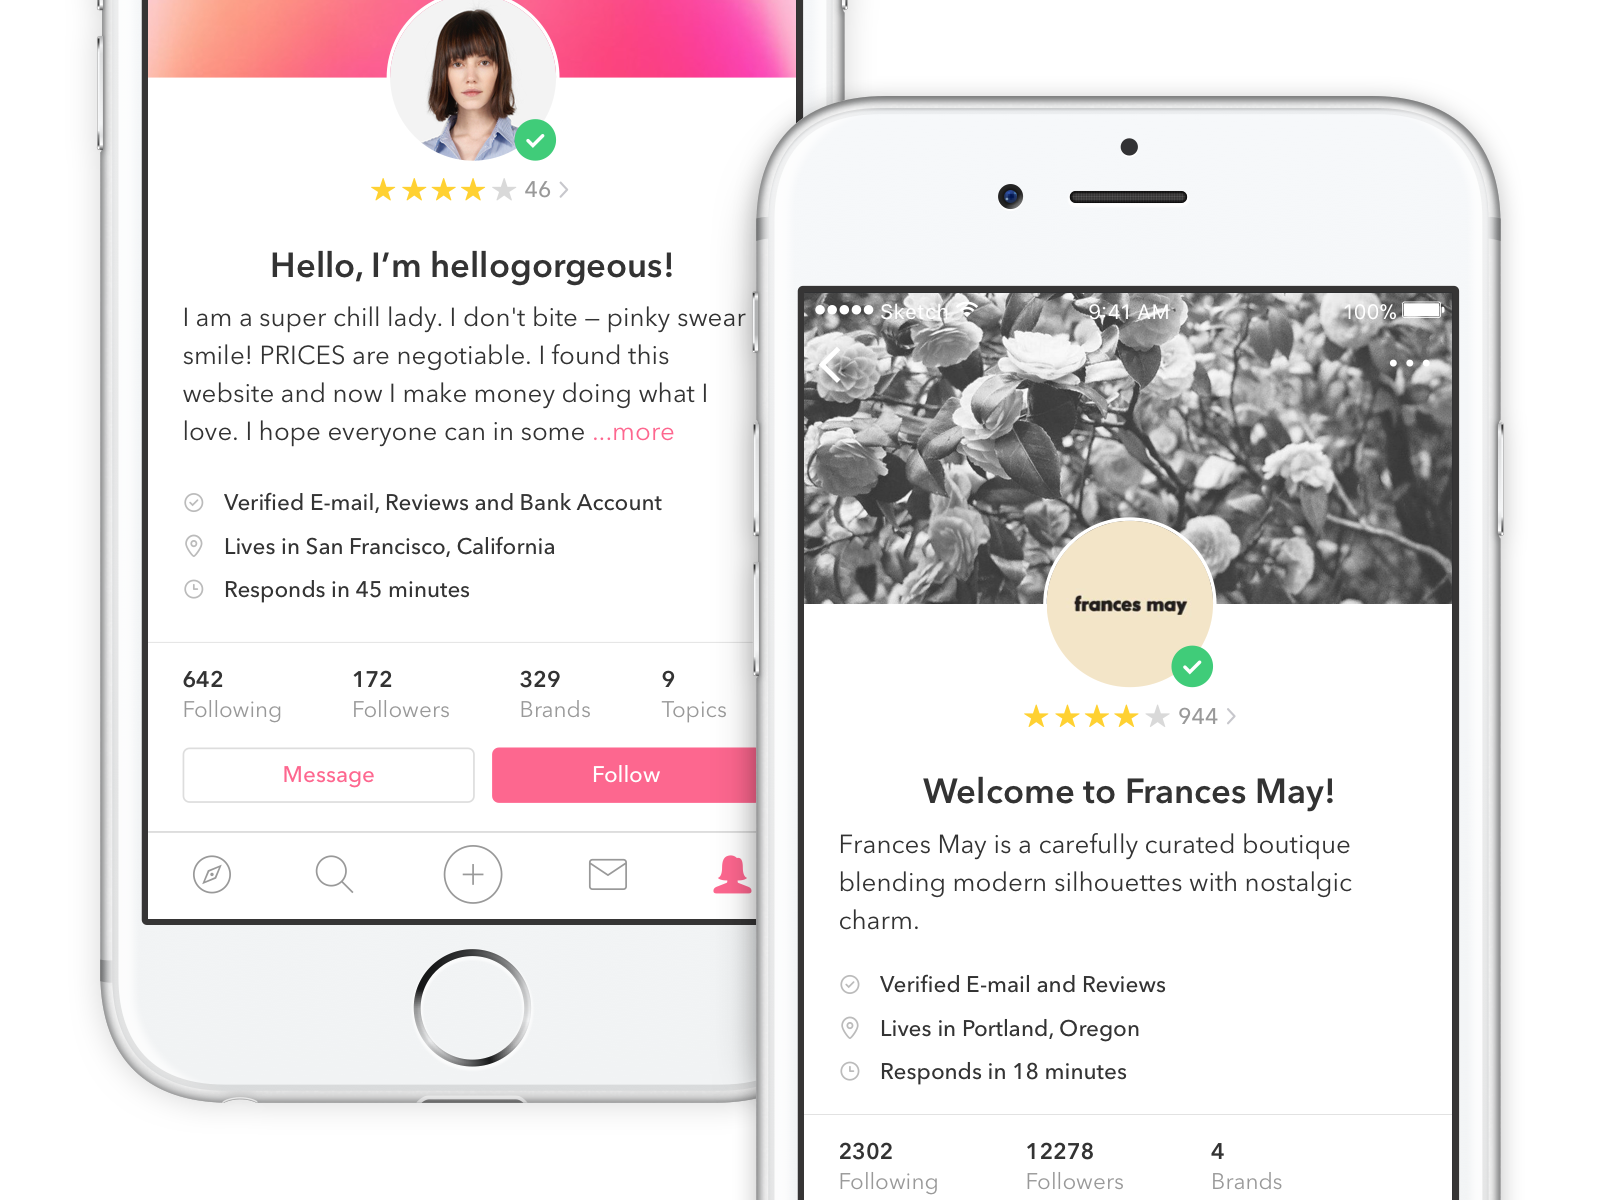 46
Hello, I’m hellogorgeous!
I am a super chill lady. I don't bite – pinky swear
smile! PRICES are negotiable. I found this
website and now I make money doing what I
love. I hope everyone can in some ...more
Verified E-mail, Reviews and Bank Account
Lives in San Francisco, California
Responds in 45 minutes
642 172 329 9
Following Followers Brands Topics
Message Follow
Sketch 9:41 AM 100%
frances may
944
Welcome to Frances May!
Frances May is a carefully curated boutique
blending modern silhouettes with nostalgic
charm.
Verified E-mail and Reviews
Lives in Portland, Oregon
Responds in 18 minutes
2302 12278 4
Following Followers Brands